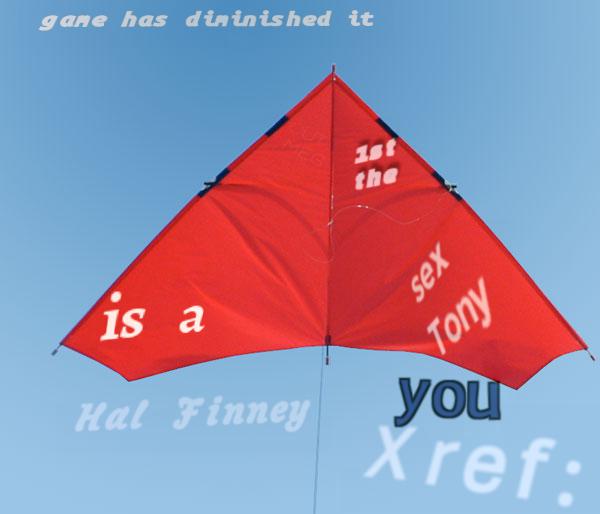 game has diminished it
1st
the
sex
Tony
is a
you
Hal Finney
Xref: